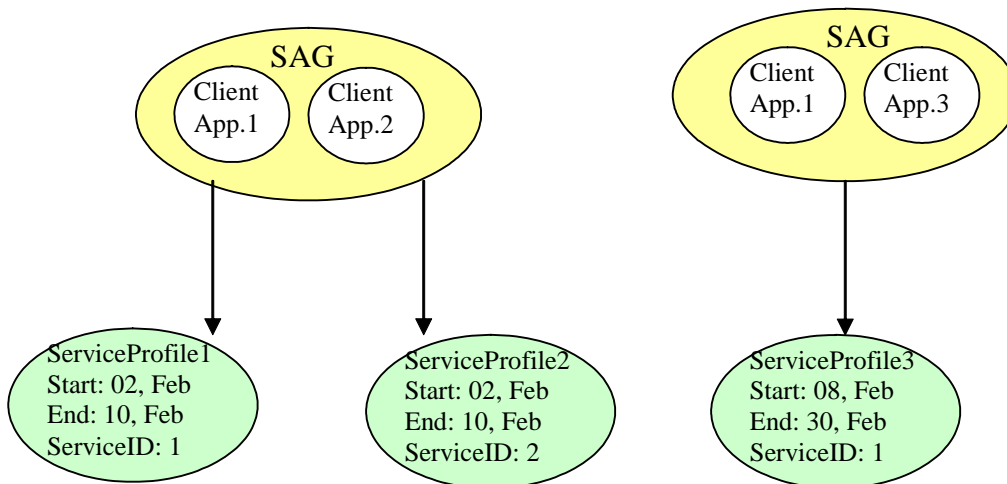 SAG
Client
App.1
Client
App.2
SAG
Client
App.1
Client
App.3
ServiceProfile1
Start: 02, Feb
End: 10, Feb
ServiceID: 1
ServiceProfile2
Start: 02, Feb
End: 10, Feb
ServiceID: 2
ServiceProfile3
Start: 08, Feb
End: 30, Feb
ServiceID: 1